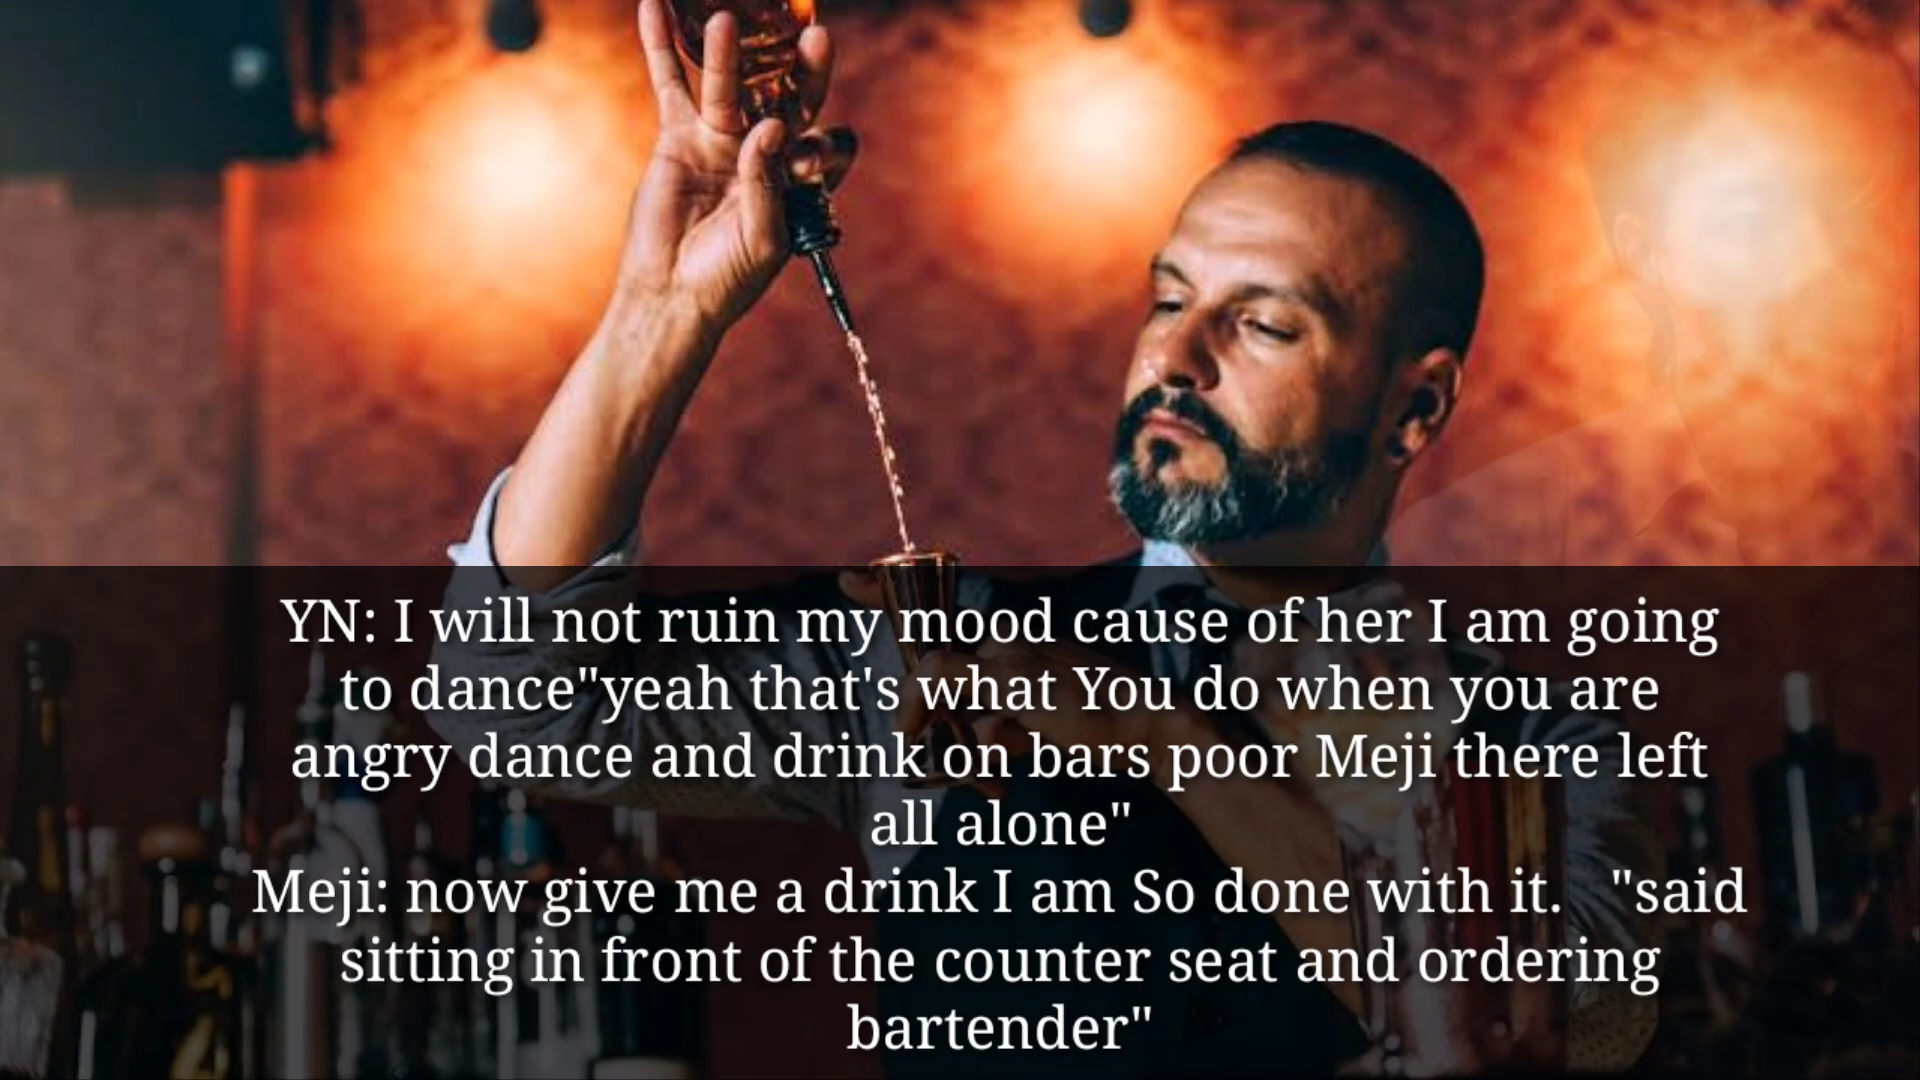 YN: I will not ruin my mood cause of her I am going
to dance"yeah that's what You do when you are
angry dance and drink on bars poor Meji there left
all alone"
Meji: now give me a drink I am So done with it.   "said
sitting in front of the counter seat and ordering
bartender"